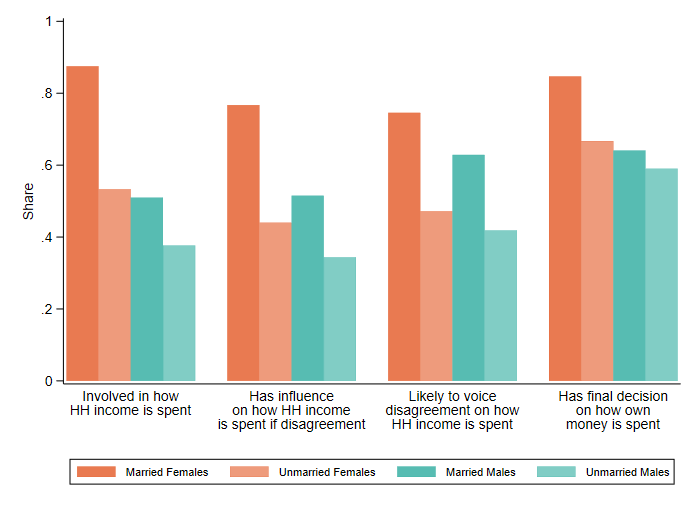 1
.8
.6
.4
.2
0
Share
Involved in how
HH income is spent
Has influence
on how HH income
is spent if disagreement
Likely to voice
disagreement on how
HH income is spent
Has final decision
on how own
money is spent
Married Females
Unmarried Females
Married Males
Unmarried Males